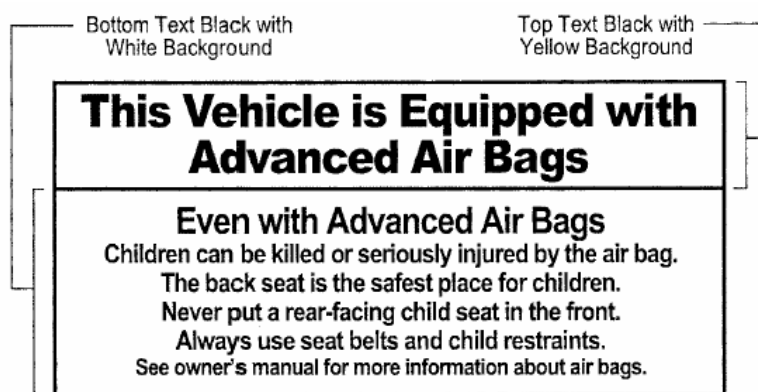 Bottom Text Black with
White Background
Top Text Black with
Yellow Background
This Vehicle is Equipped with
Advanced Air Bags
Even with Advanced Air Bags
Children can be killed or seriously injured by the air bag.
The back seat is the safest place for children.
Never put a rear-facing child seat in the front.
Always use seat belts and child restraints.
See owner's manual for more information about air bags.